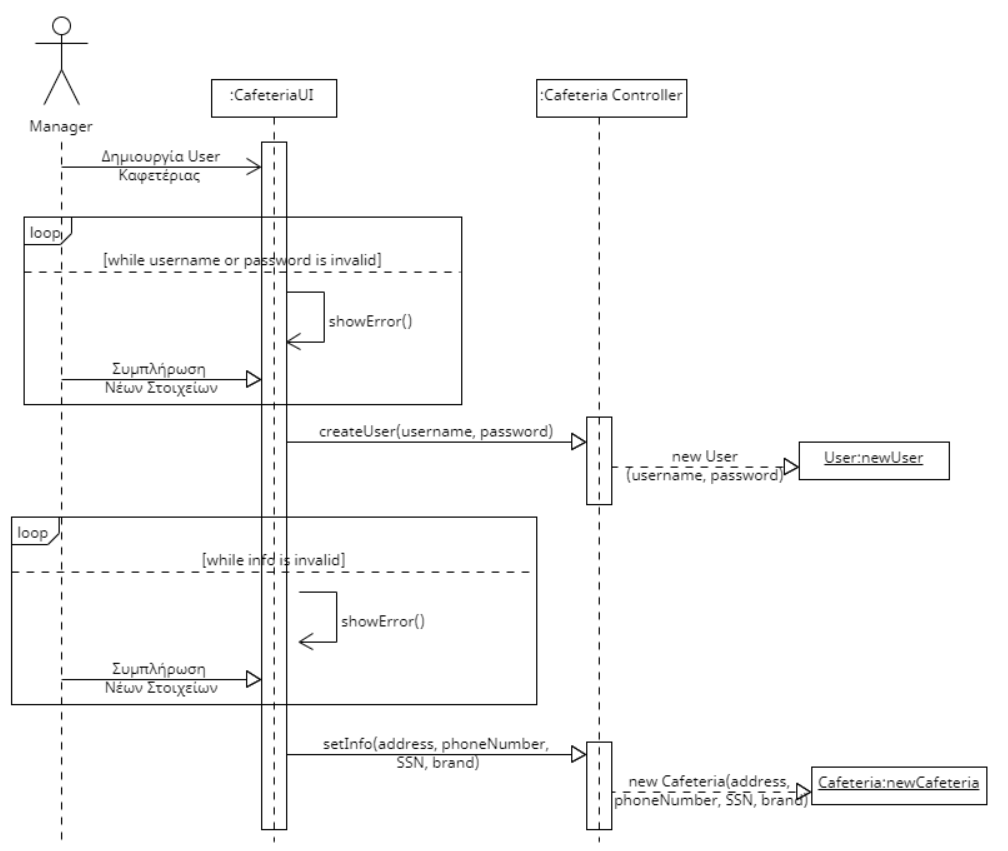 :CafeteriaUI
:Cafeteria Controller
Manager
Δημιουργία User
Καφετέριας
loop
[while username or password is invalid]
showError()
Συμπλήρωση
Νέων Στοιχείων
createUser(username, password)
new User
(username, password)
User:newUser
loop
[while info is invalid]
showError()
Συμπλήρωση
Νέων Στοιχείων
setInfo(address, phoneNumber,
SSN, brand)
new Cafeteria(address,
phoneNumber, SSN, brand)
Cafeteria:newCafeteria